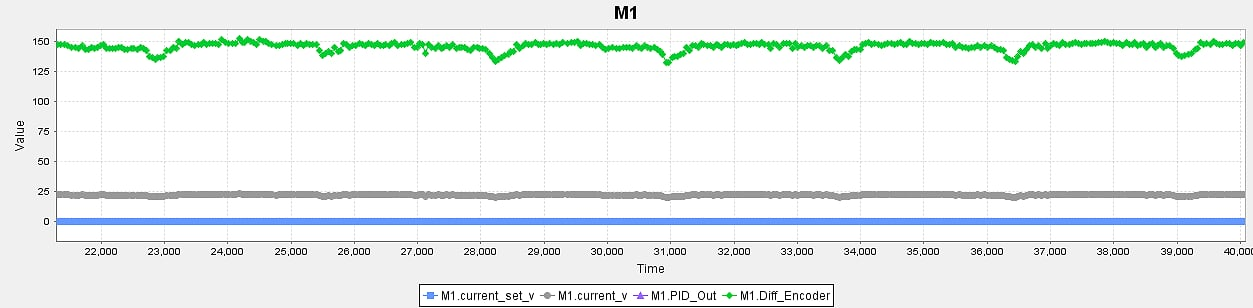 M1
150
125
100
75
50
25
0
Value
22,000 23,000 24,000 25,000 26,000 27,000 28,000 29,000 30,000 31,000 32,000 33,000 34,000 35,000 36,000 37,000 38,000 39,000 40,000
Time
M1.current_set_v M1.current_v M1.PID_Out M1.Diff_Encoder